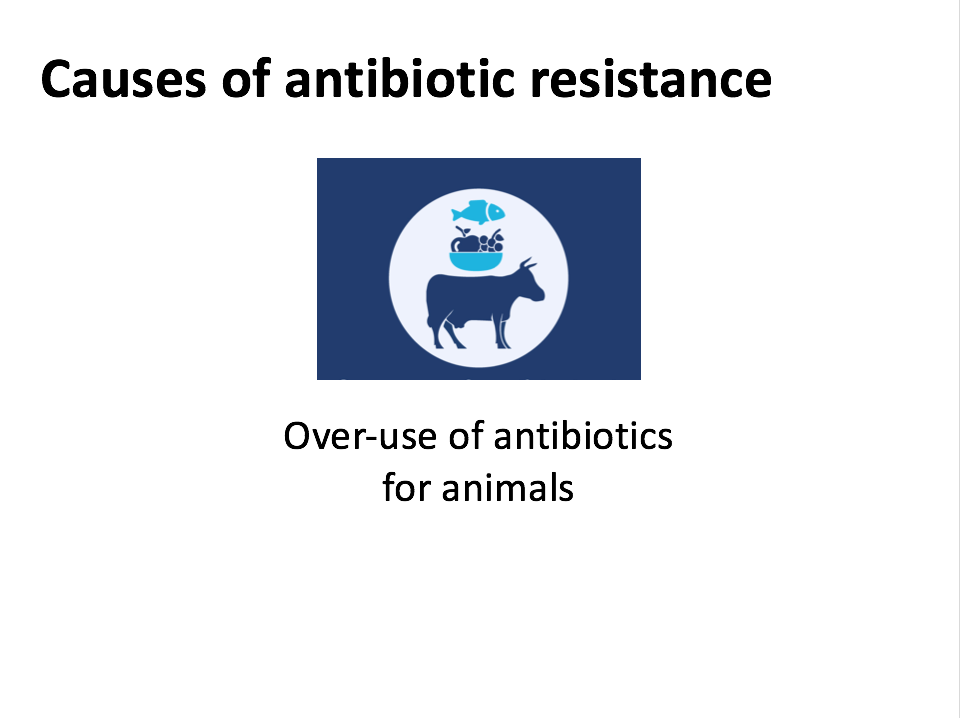 Causes of antibiotic resistance
Over-use of antibiotics
for animals